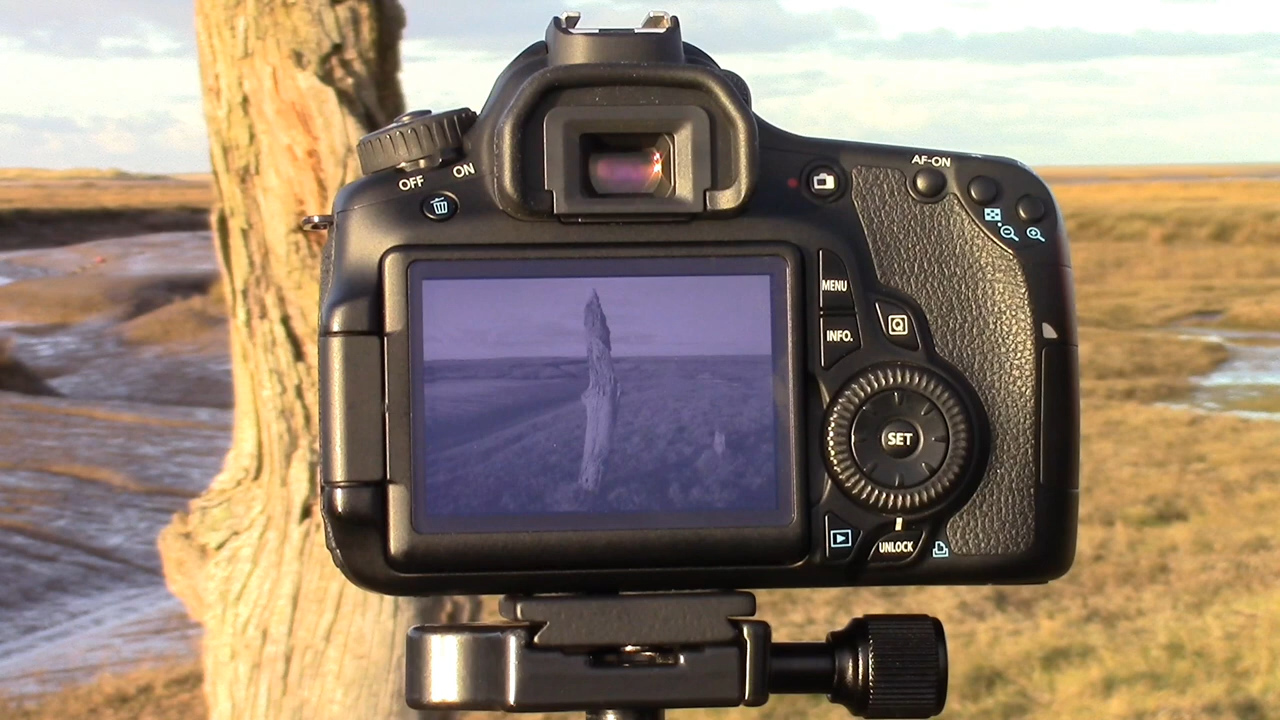 AF-ON
ON
OFF
MENU
INFO.
Q
SET
UNLOCK